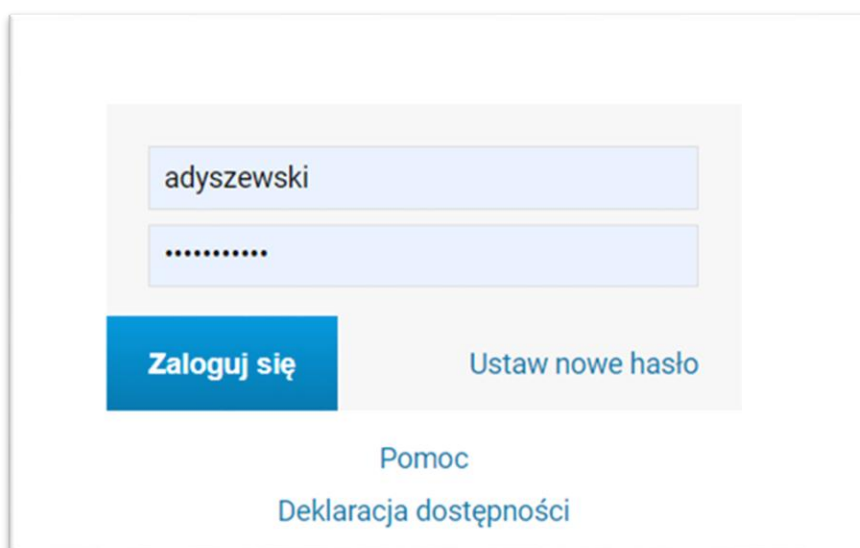 adyszewski
•••••••••••
Zaloguj się Ustaw nowe hasło
Pomoc
Deklaracja dostępności